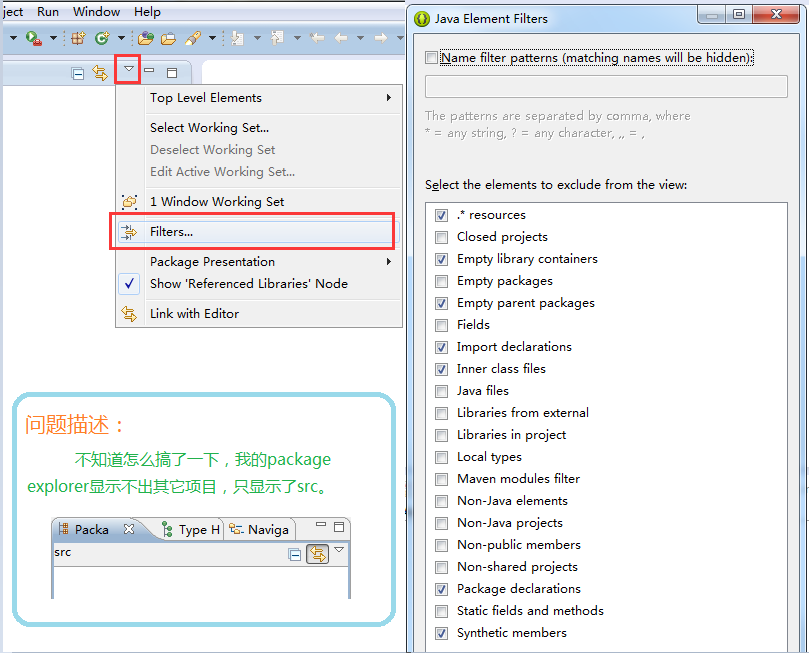 ject Run Window Help
Top Level Elements
Select Working Set...
Deselect Working Set
Edit Active Working Set...
1 Window Working Set
Filters...
Package Presentation
Show 'Referenced Libraries' Node
Link with Editor
问题描述：
不知道怎么搞了一下，我的package
explorer显示不出其它项目，只显示了src。
Packa Type H Naviga
src
Java Element Filters
Name filter patterns (matching names will be hidden):
The patterns are separated by comma, where
* = any string, ? = any character, ,, = ,
Select the elements to exclude from the view:
.* resources
Closed projects
Empty library containers
Empty packages
Empty parent packages
Fields
Import declarations
Inner class files
Java files
Libraries from external
Libraries in project
Local types
Maven modules filter
Non-Java elements
Non-Java projects
Non-public members
Non-shared projects
Package declarations
Static fields and methods
Synthetic members